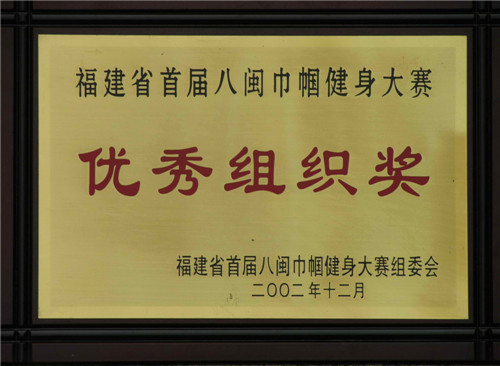 福建省首届八闽巾帼健身大赛
优秀组织奖
福建省首届八闽巾帼健身大赛组委会
二〇〇二年十二月